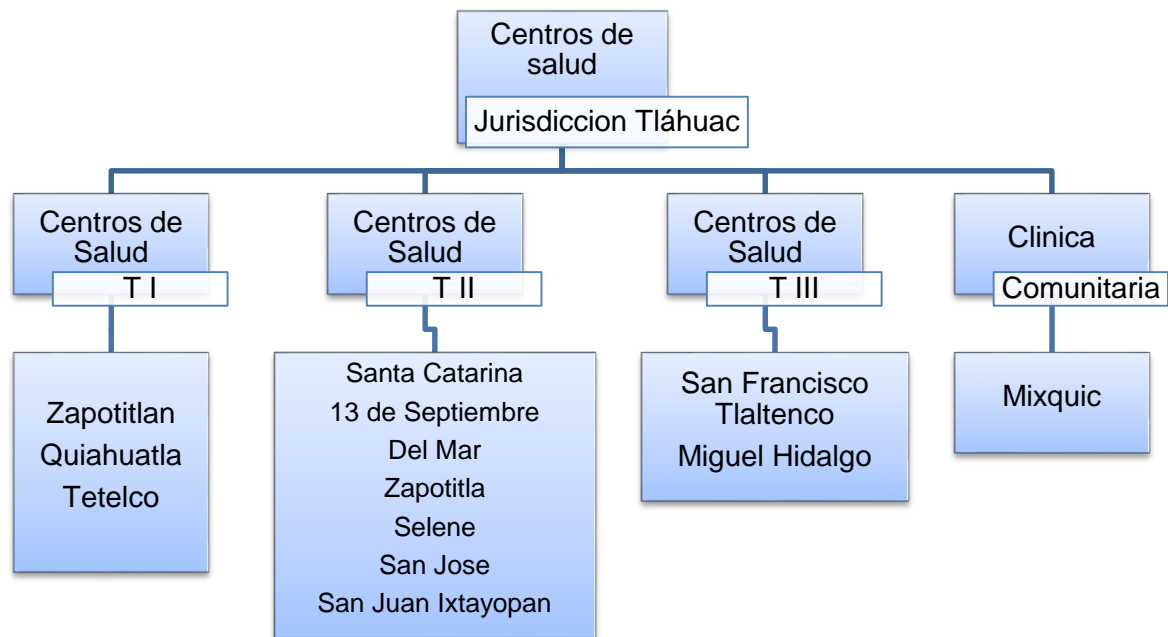 Centros de
salud
Jurisdiccion Tláhuac
Centros de
Salud
T I
Centros de
Salud
T II
Centros de
Salud
T III
Clinica
Comunitaria
Zapotitlan
Quiahuatla
Tetelco
Santa Catarina
13 de Septiembre
Del Mar
Zapotitla
Selene
San Jose
San Juan Ixtayopan
San Francisco
Tlaltenco
Miguel Hidalgo
Mixquic